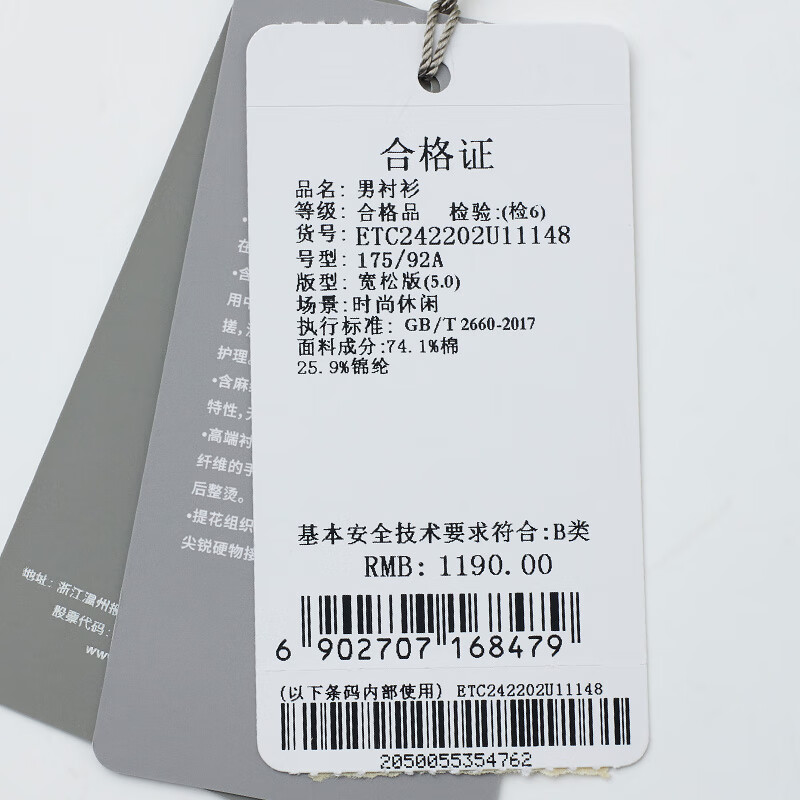 合格证
品名: 男衬衫
等级: 合格品 检验:(检6)
货号: ETC242202U11148
号型: 175/92A
版型: 宽松版(5.0)
场景: 时尚休闲
执行标准: GB/T 2660-2017
面料成分:74.1%棉
25.9%锦纶
基本安全技术要求符合:B类
RMB: 1190.00
6 902707 168479
(以下条码内部使用) ETC242202U11148
2050055354762
在
•含
用中
搓,
护理。
•含麻
特性,
•高端衬
纤维的手
后整烫。
•提花组织
尖锐硬物接
地址: 浙江温州
股票代码:
www